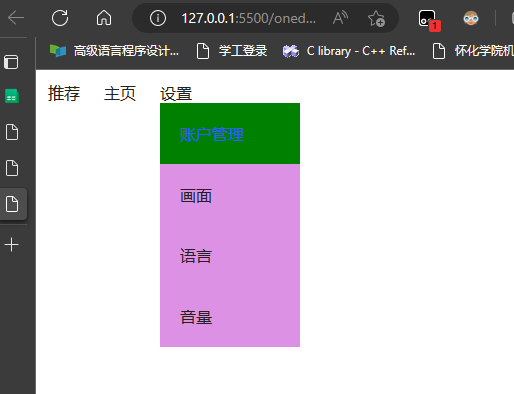 127.0.0.1:5500/oned...
高级语言程序设计...
学工登录
C library - C++ Ref...
怀化学院机
1
推荐 主页 设置
账户管理
画面
语言
音量